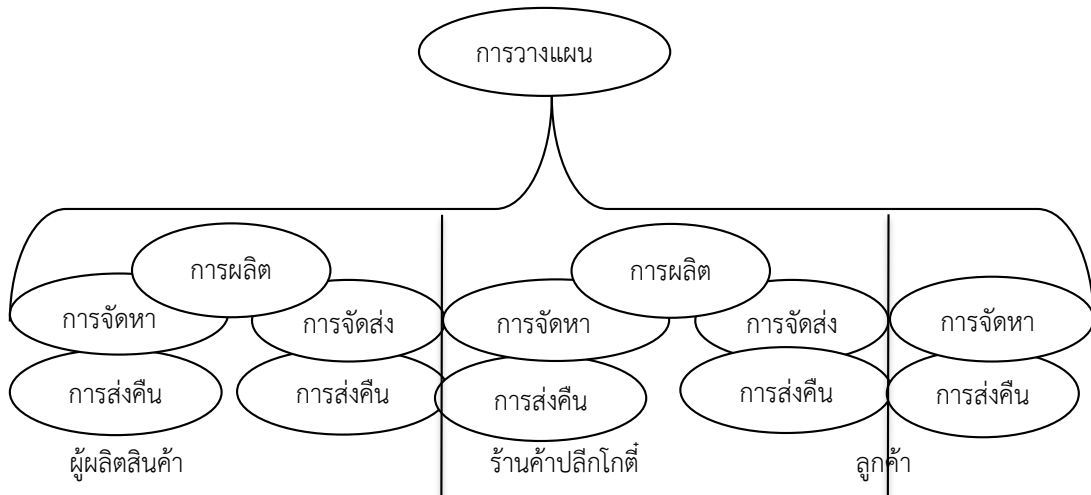 การวางแผน
การผลิต
การผลิต
การจัดหา
การจัดส่ง
การจัดหา
การจัดส่ง
การจัดหา
การส่งคืน
การส่งคืน
การส่งคืน
การส่งคืน
การส่งคืน
ผู้ผลิตสินค้า
ร้านค้าปลีกโกตี๋
ลูกค้า